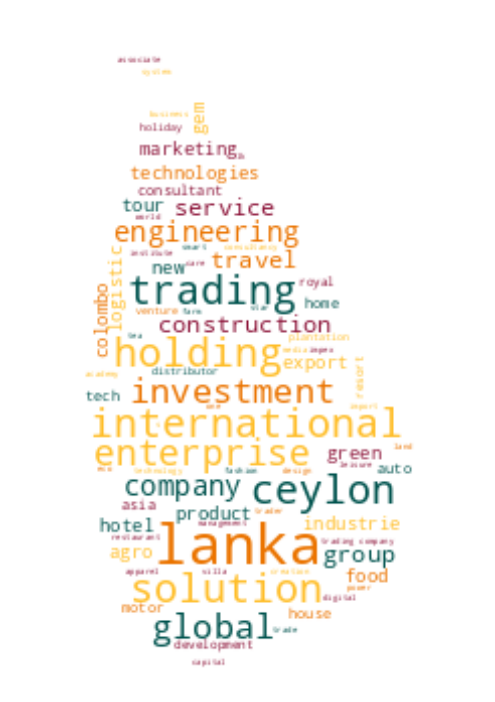 associate
system
business
gem
holiday
marketing
technologies
consultant
tour service
world
engineering
institute smart consultancy
logistic new care travel
trading royal
colombo venture farm star home
construction
tea plantation
holding media impex
export
academy distributor resort
tech investment
one import
international
enterprise land
green
eco technology fashion design leisure auto
company ceylon
asia product trader
hotel management industrie
restaurant lanka trading company
agro group
apparel villa creation food
solution power
digital
motor house
global trade
development
capital